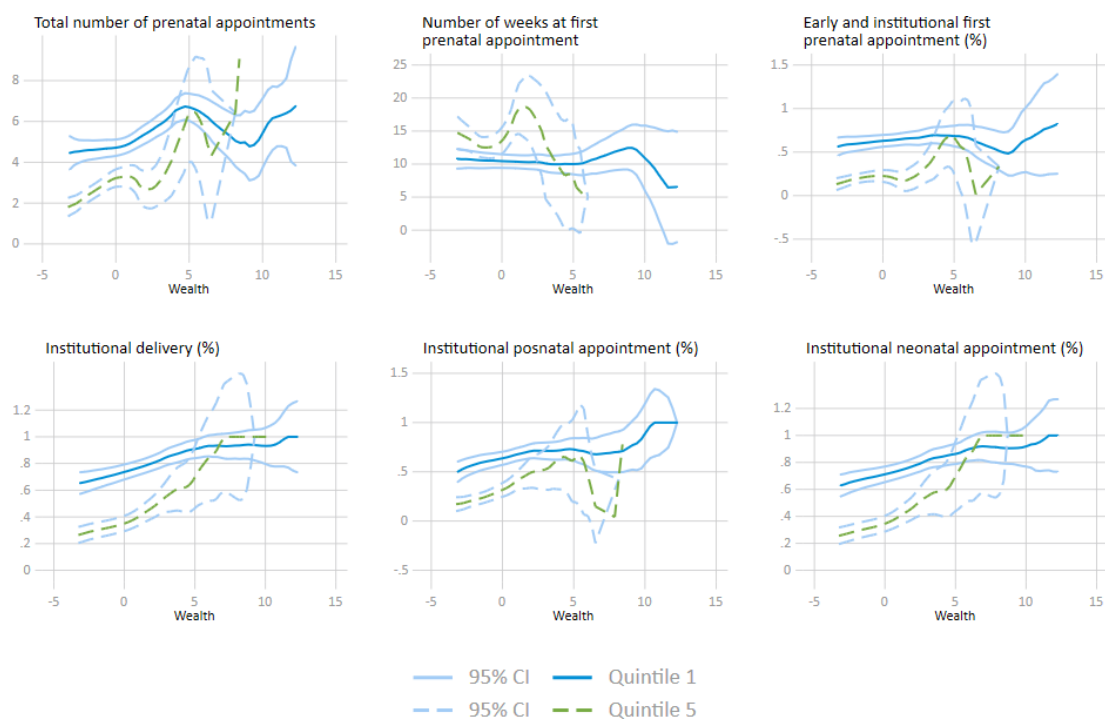 Total number of prenatal appointments
8
6
4
2
0
-5 0 5 10 15
Wealth
Number of weeks at first
prenatal appointment
25
20
15
10
5
0
-5 0 5 10 15
Wealth
Early and institutional first
prenatal appointment (%)
1.5
1
.5
0
-.5
-5 0 5 10 15
Wealth
Institutional delivery (%)
1.2
1
.8
.6
.4
.2
0
-5 0 5 10 15
Wealth
Institutional posnatal appointment (%)
1.5
1.0
.5
0
-.5
-5 0 5 10 15
Wealth
Institutional neonatal appointment (%)
1.2
1
.8
.6
.4
.2
0
-5 0 5 10 15
Wealth
95% CI Quintile 1
95% CI Quintile 5